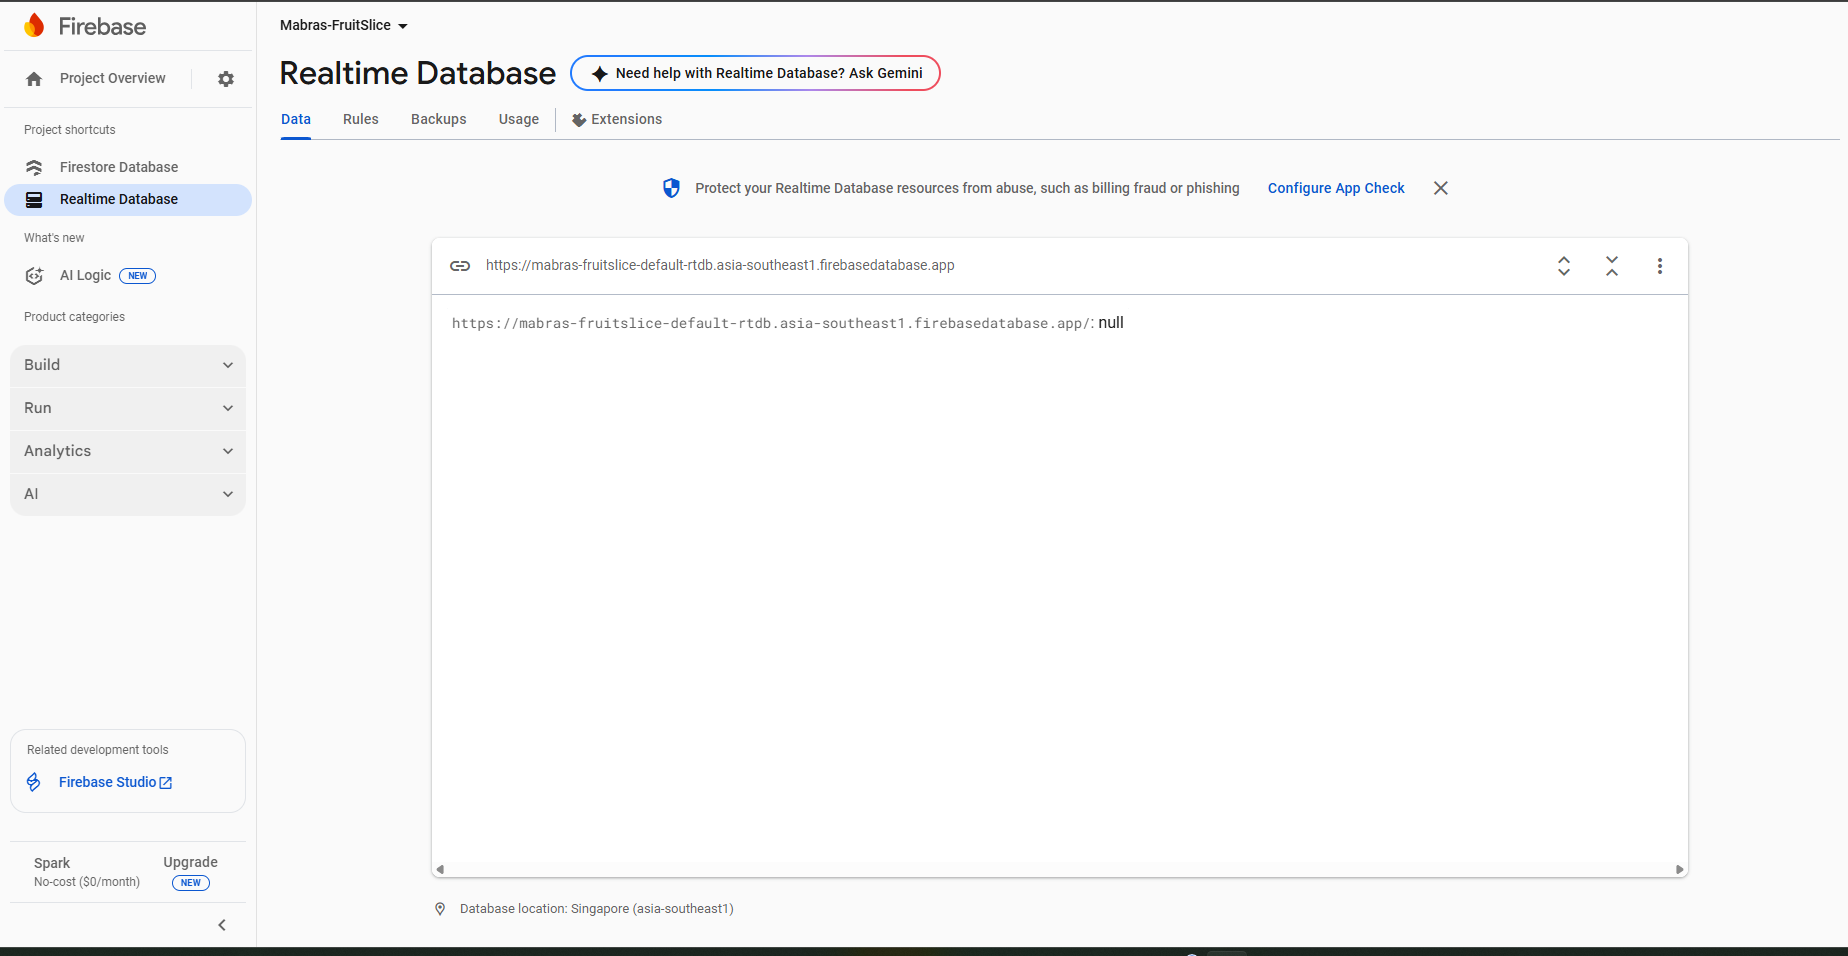 Firebase
Project Overview
Project shortcuts
Firestore Database
Realtime Database
What's new
AI Logic NEW
Product categories
Build
Run
Analytics
AI
Related development tools
Firebase Studio
Spark
No-cost ($0/month)
Upgrade
NEW
Mabras-FruitSlice
Realtime Database
Need help with Realtime Database? Ask Gemini
Data Rules Backups Usage Extensions
Protect your Realtime Database resources from abuse, such as billing fraud or phishing Configure App Check
https://mabras-fruitslice-default-rtdb.asia-southeast1.firebasedatabase.app
https://mabras-fruitslice-default-rtdb.asia-southeast1.firebasedatabase.app/: null
Database location: Singapore (asia-southeast1)